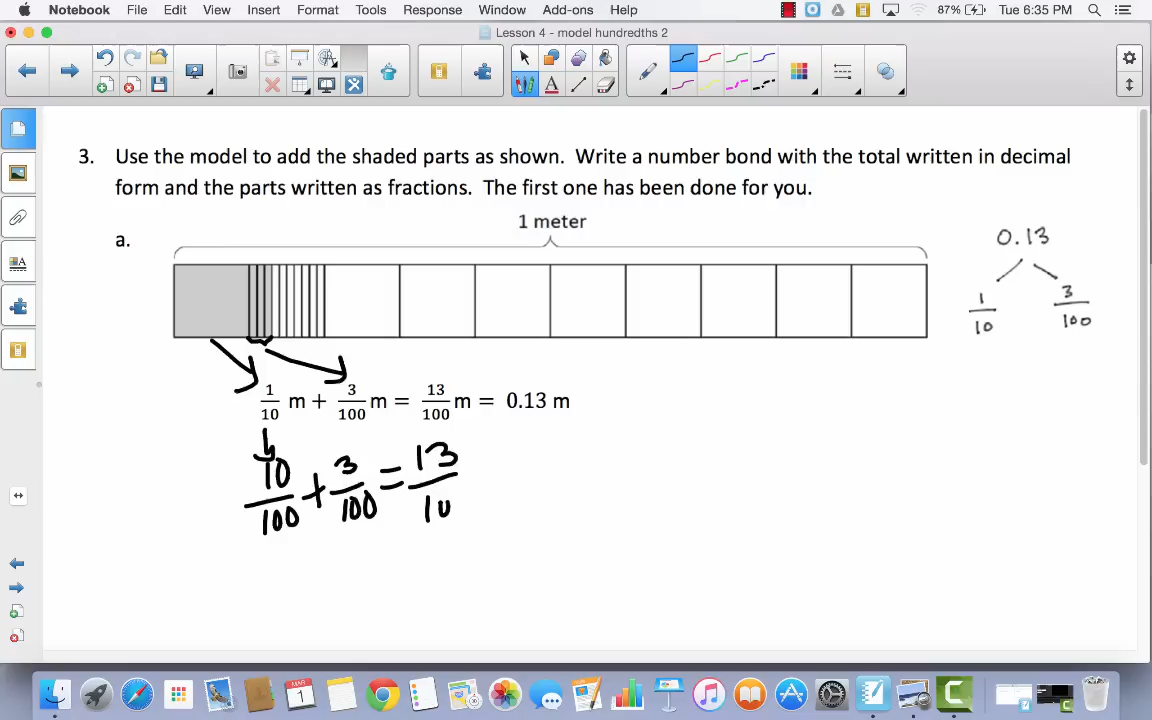 Notebook File Edit View Insert Format Tools Response Window Add-ons Help 87% Tue 6:35 PM
Lesson 4 - model hundredths 2
3. Use the model to add the shaded parts as shown. Write a number bond with the total written in decimal
form and the parts written as fractions. The first one has been done for you.
1 meter
a.
0.13
1/10 3/100
1/10 m + 3/100 m = 13/100 m = 0.13 m
10/100 + 3/100 = 13/10